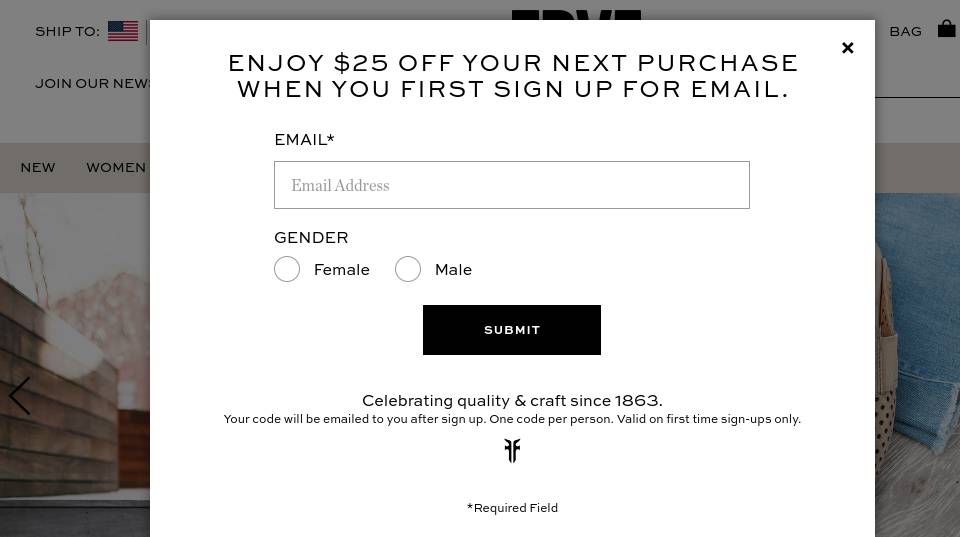 SHIP TO:
BAG
JOIN OUR NEWS
NEW
WOMEN
ENJOY $25 OFF YOUR NEXT PURCHASE
WHEN YOU FIRST SIGN UP FOR EMAIL.
EMAIL*
Email Address
GENDER
Female
Male
SUBMIT
Celebrating quality & craft since 1863.
Your code will be emailed to you after sign up. One code per person. Valid on first time sign-ups only.
*Required Field